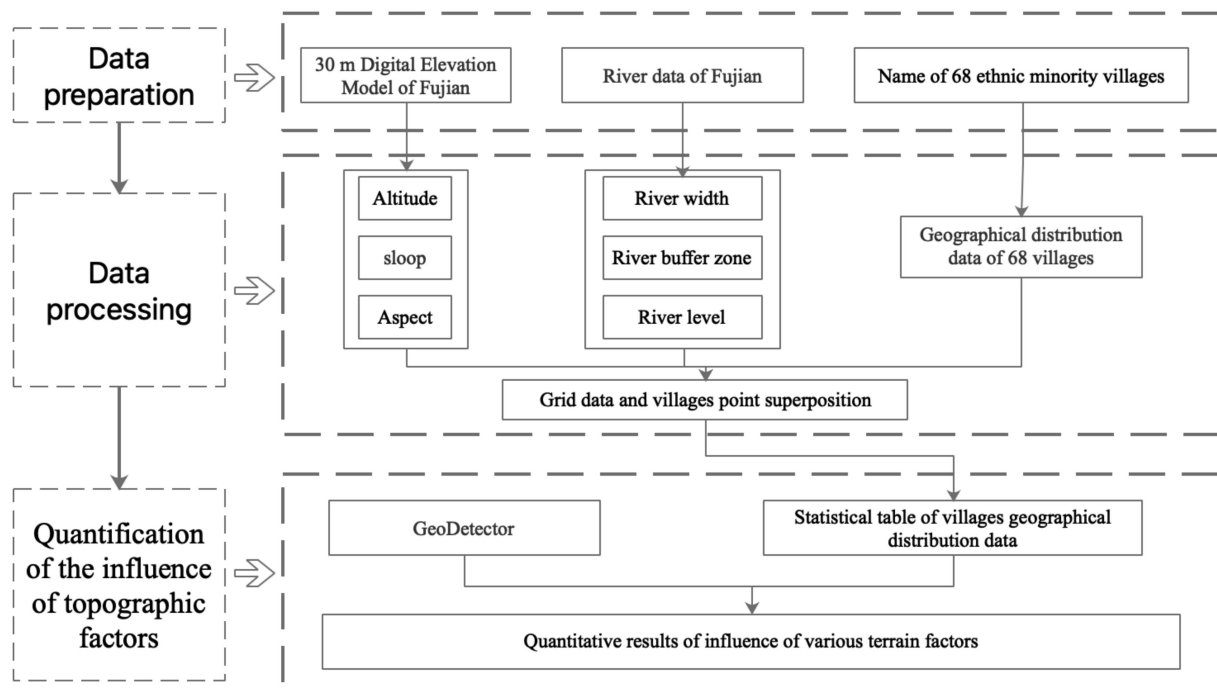 Data
preparation
30 m Digital Elevation
Model of Fujian
River data of Fujian
Name of 68 ethnic minority villages
Data
processing
Altitude
sloop
Aspect
River width
River buffer zone
River level
Geographical distribution
data of 68 villages
Grid data and villages point superposition
Quantification
of the influence
of topographic
factors
GeoDetector
Statistical table of villages geographical
distribution data
Quantitative results of influence of various terrain factors